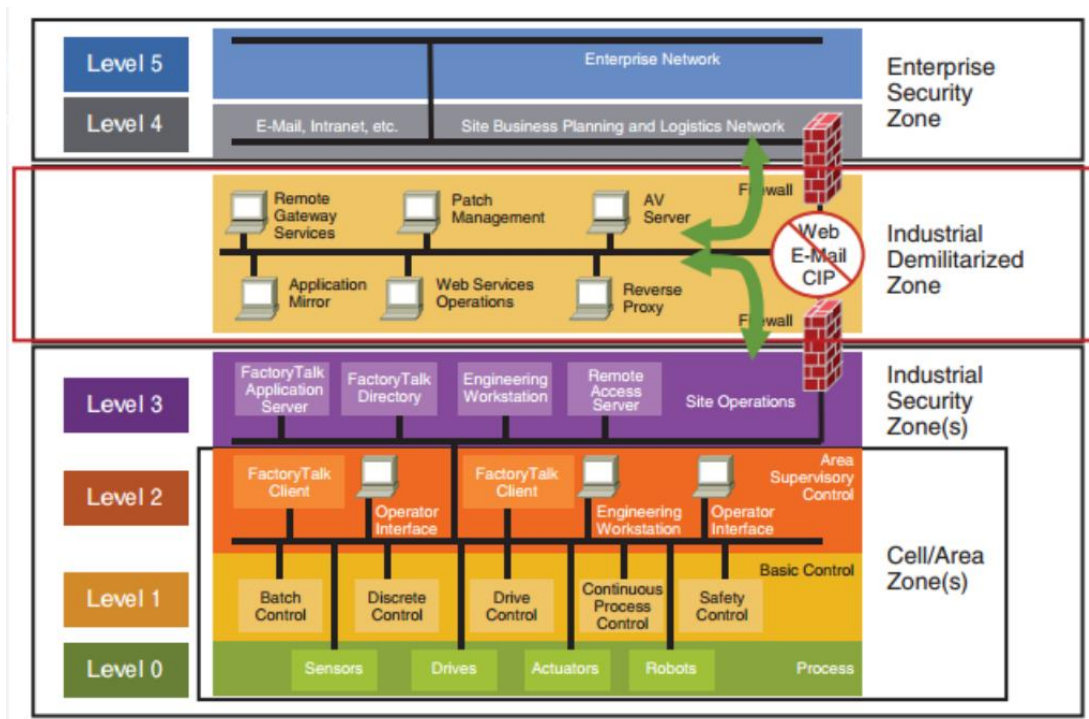 Level 5
Enterprise Network
Enterprise
Security
Zone
Level 4
E-Mail, Intranet, etc.
Site Business Planning and Logistics Network
Remote
Gateway
Services
Patch
Management
AV
Server
Firewall
Web
E-Mail
CIP
Industrial
Demilitarized
Zone
Application
Mirror
Web Services
Operations
Reverse
Proxy
Firewall
Level 3
FactoryTalk
Application
Server
FactoryTalk
Directory
Engineering
Workstation
Remote
Access
Server
Site Operations
Industrial
Security
Zone(s)
Level 2
FactoryTalk
Client
Operator
Interface
FactoryTalk
Client
Engineering
Workstation
Operator
Interface
Area
Supervisory
Control
Cell/Area
Zone(s)
Level 1
Batch
Control
Discrete
Control
Drive
Control
Continuous
Process
Control
Safety
Control
Basic Control
Level 0
Sensors
Drives
Actuators
Robots
Process